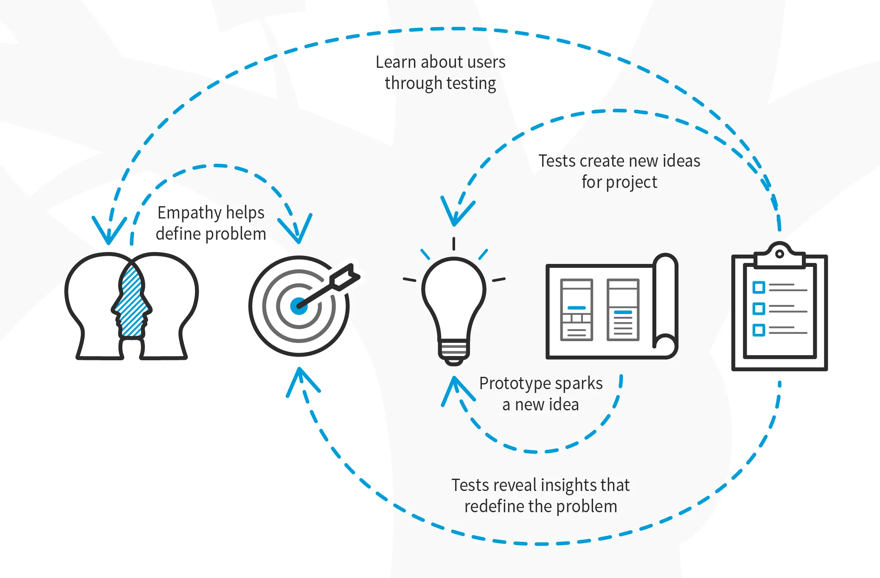 Learn about users
through testing
Tests create new ideas
for project
Empathy helps
define problem
Prototype sparks
a new idea
Tests reveal insights that
redefine the problem